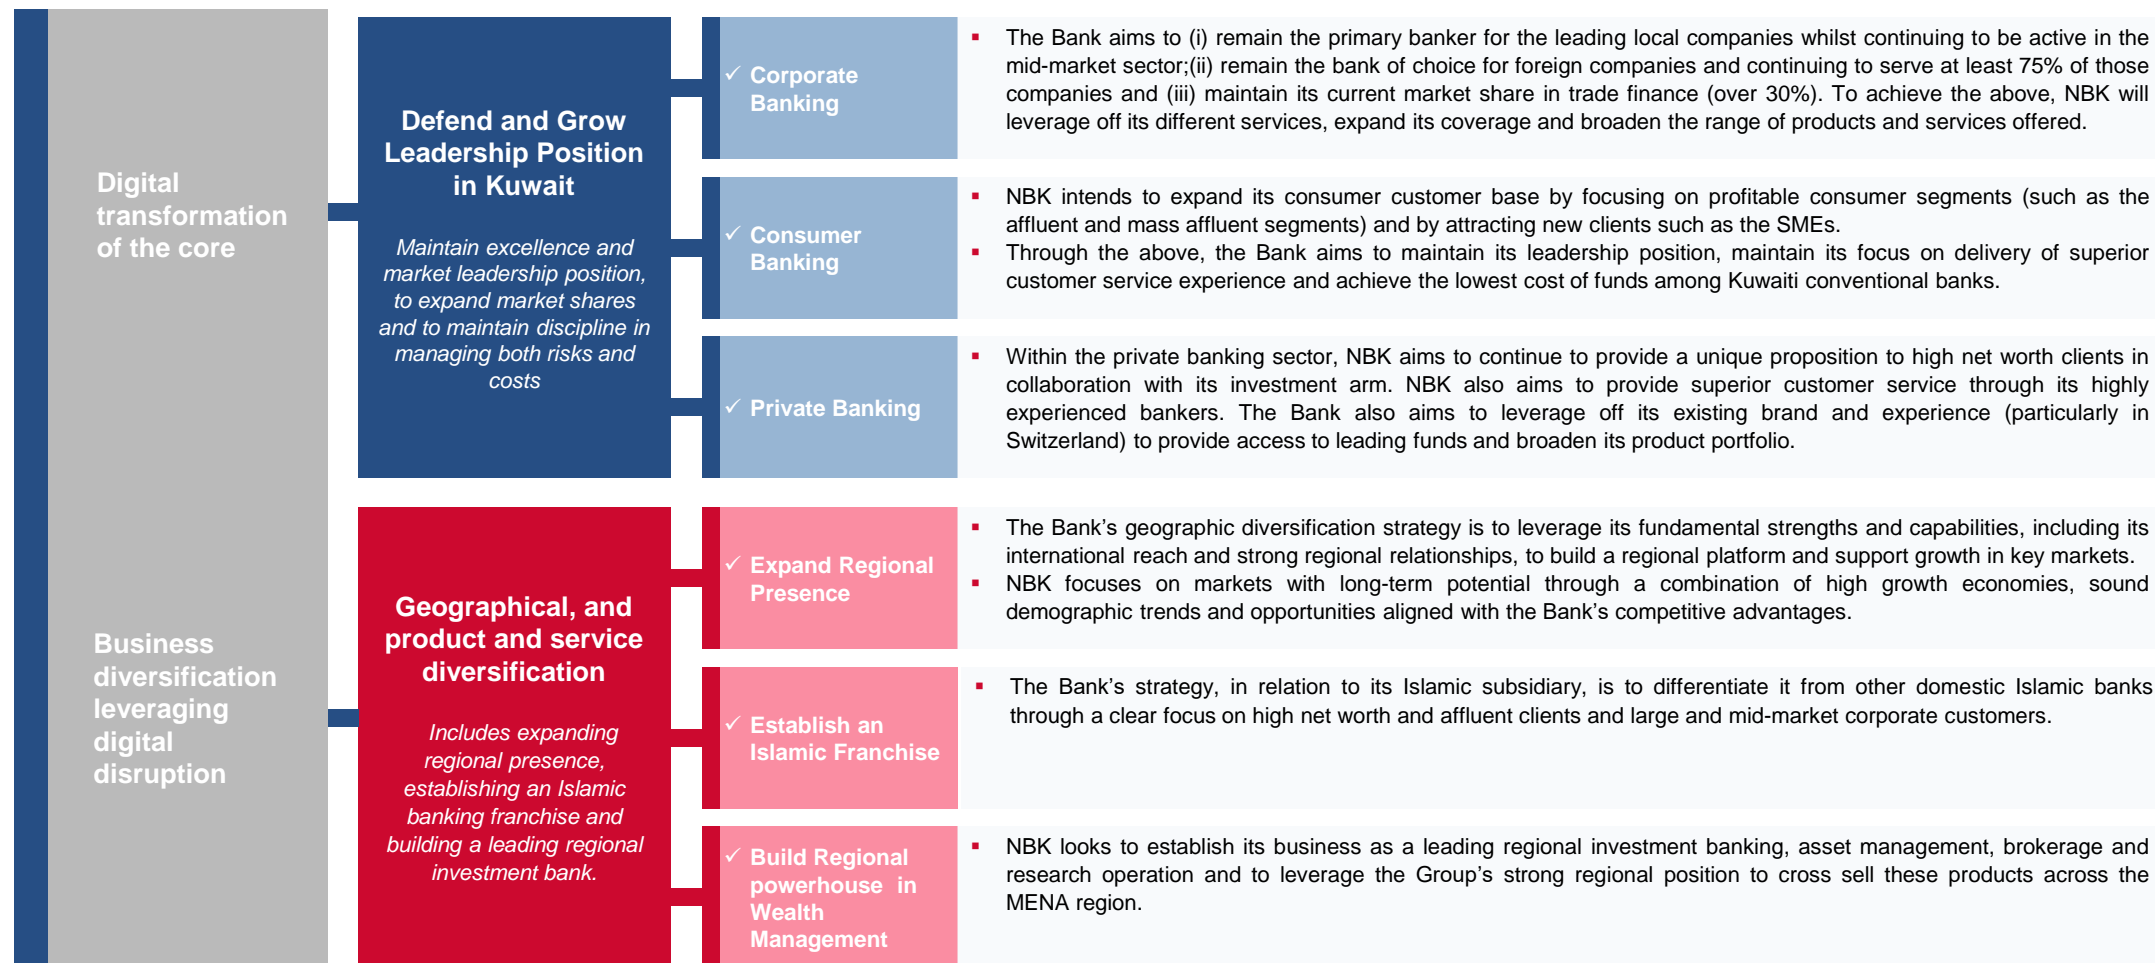 Digital
transformation
of the core
Business
diversification
leveraging
digital
disruption
Defend and Grow
Leadership Position
in Kuwait
Maintain excellence and
market leadership position,
to expand market shares
and to maintain discipline in
managing both risks and
costs
✓ Corporate
Banking
▪ The Bank aims to (i) remain the primary banker for the leading local companies whilst continuing to be active in the
mid-market sector;(ii) remain the bank of choice for foreign companies and continuing to serve at least 75% of those
companies and (iii) maintain its current market share in trade finance (over 30%). To achieve the above, NBK will
leverage off its different services, expand its coverage and broaden the range of products and services offered.
✓ Consumer
Banking
▪ NBK intends to expand its consumer customer base by focusing on profitable consumer segments (such as the
affluent and mass affluent segments) and by attracting new clients such as the SMEs.
▪ Through the above, the Bank aims to maintain its leadership position, maintain its focus on delivery of superior
customer service experience and achieve the lowest cost of funds among Kuwaiti conventional banks.
✓ Private Banking
▪ Within the private banking sector, NBK aims to continue to provide a unique proposition to high net worth clients in
collaboration with its investment arm. NBK also aims to provide superior customer service through its highly
experienced bankers. The Bank also aims to leverage off its existing brand and experience (particularly in
Switzerland) to provide access to leading funds and broaden its product portfolio.
Geographical, and
product and service
diversification
Includes expanding
regional presence,
establishing an Islamic
banking franchise and
building a leading regional
investment bank.
✓ Expand Regional
Presence
▪ The Bank’s geographic diversification strategy is to leverage its fundamental strengths and capabilities, including its
international reach and strong regional relationships, to build a regional platform and support growth in key markets.
▪ NBK focuses on markets with long-term potential through a combination of high growth economies, sound
demographic trends and opportunities aligned with the Bank’s competitive advantages.
✓ Establish an
Islamic Franchise
▪ The Bank’s strategy, in relation to its Islamic subsidiary, is to differentiate it from other domestic Islamic banks
through a clear focus on high net worth and affluent clients and large and mid-market corporate customers.
✓ Build Regional
powerhouse in
Wealth
Management
▪ NBK looks to establish its business as a leading regional investment banking, asset management, brokerage and
research operation and to leverage the Group’s strong regional position to cross sell these products across the
MENA region.